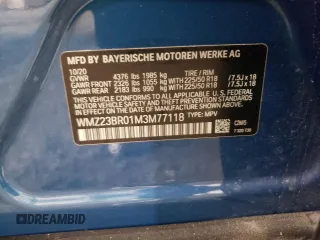 MFD BY BAYERISCHE MOTOREN WERKE AG
10/20 TIRE / RIM
GVWR 4376 lbs 1985 kg
GAWR FRONT 2326 lbs 1055 kg 225/50 R18 / 7.5J x 18
GAWR REAR 2183 lbs 990 kg 225/50 R18 / 7.5J x 18
THIS VEHICLE CONFORMS TO ALL APPLICABLE
FEDERAL MOTOR VEHICLE SAFETY, BUMPER, AND
THEFT PREVENTION STANDARDS IN EFFECT ON
THE DATE OF MANUFACTURE SHOWN ABOVE.
WMZ23BR01M3M77118 TYPE: MPV
DREAMBID
dreambid.com